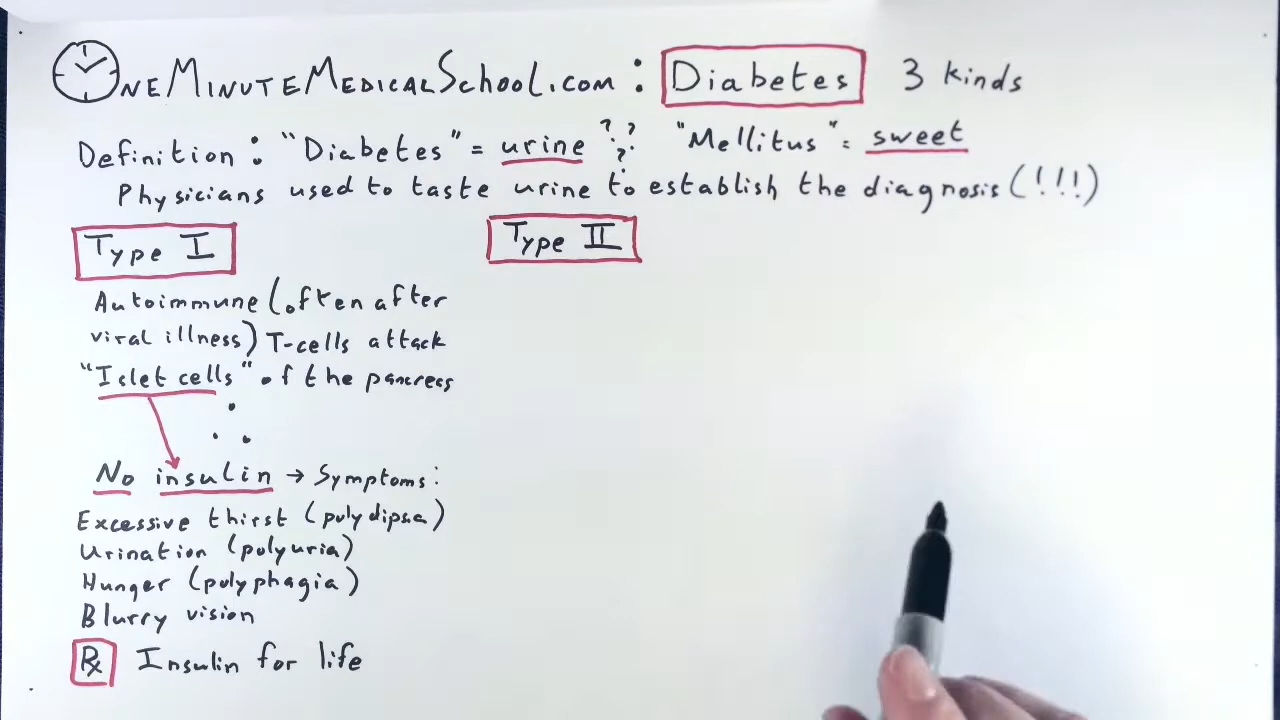 OneMinuteMedicalSchool.com: Diabetes 3 kinds
Definition: "Diabetes" = urine ??? "Mellitus" = sweet
Physicians used to taste urine to establish the diagnosis (!!!)
Type I
Autoimmune (often after
viral illness) T-cells attack
"Islet cells" of the pancreas
No insulin → Symptoms:
Excessive thirst (polydipsa)
Urination (polyuria)
Hunger (polyphagia)
Blurry vision
Rx Insulin for life
Type II